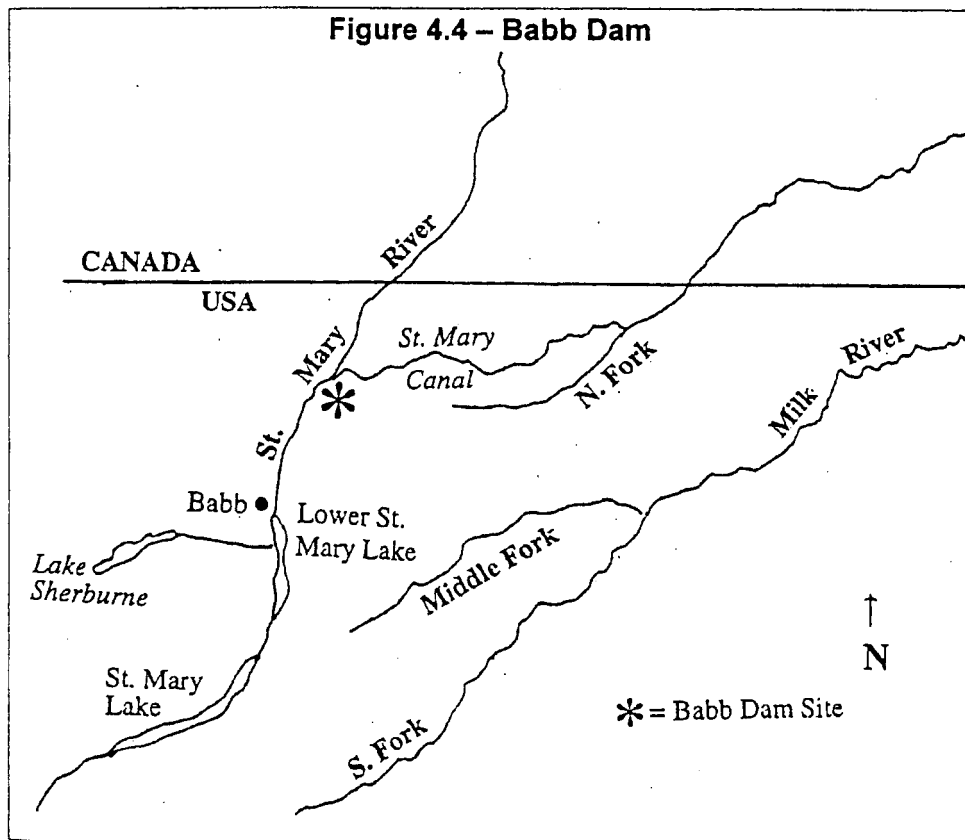 Figure 4.4 – Babb Dam
CANADA
USA
St. Mary River
St. Mary
Canal
N. Fork
Milk River
Babb
Lower St.
Mary Lake
Lake
Sherburne
Middle Fork
St. Mary
Lake
S. Fork
↑
N
* = Babb Dam Site